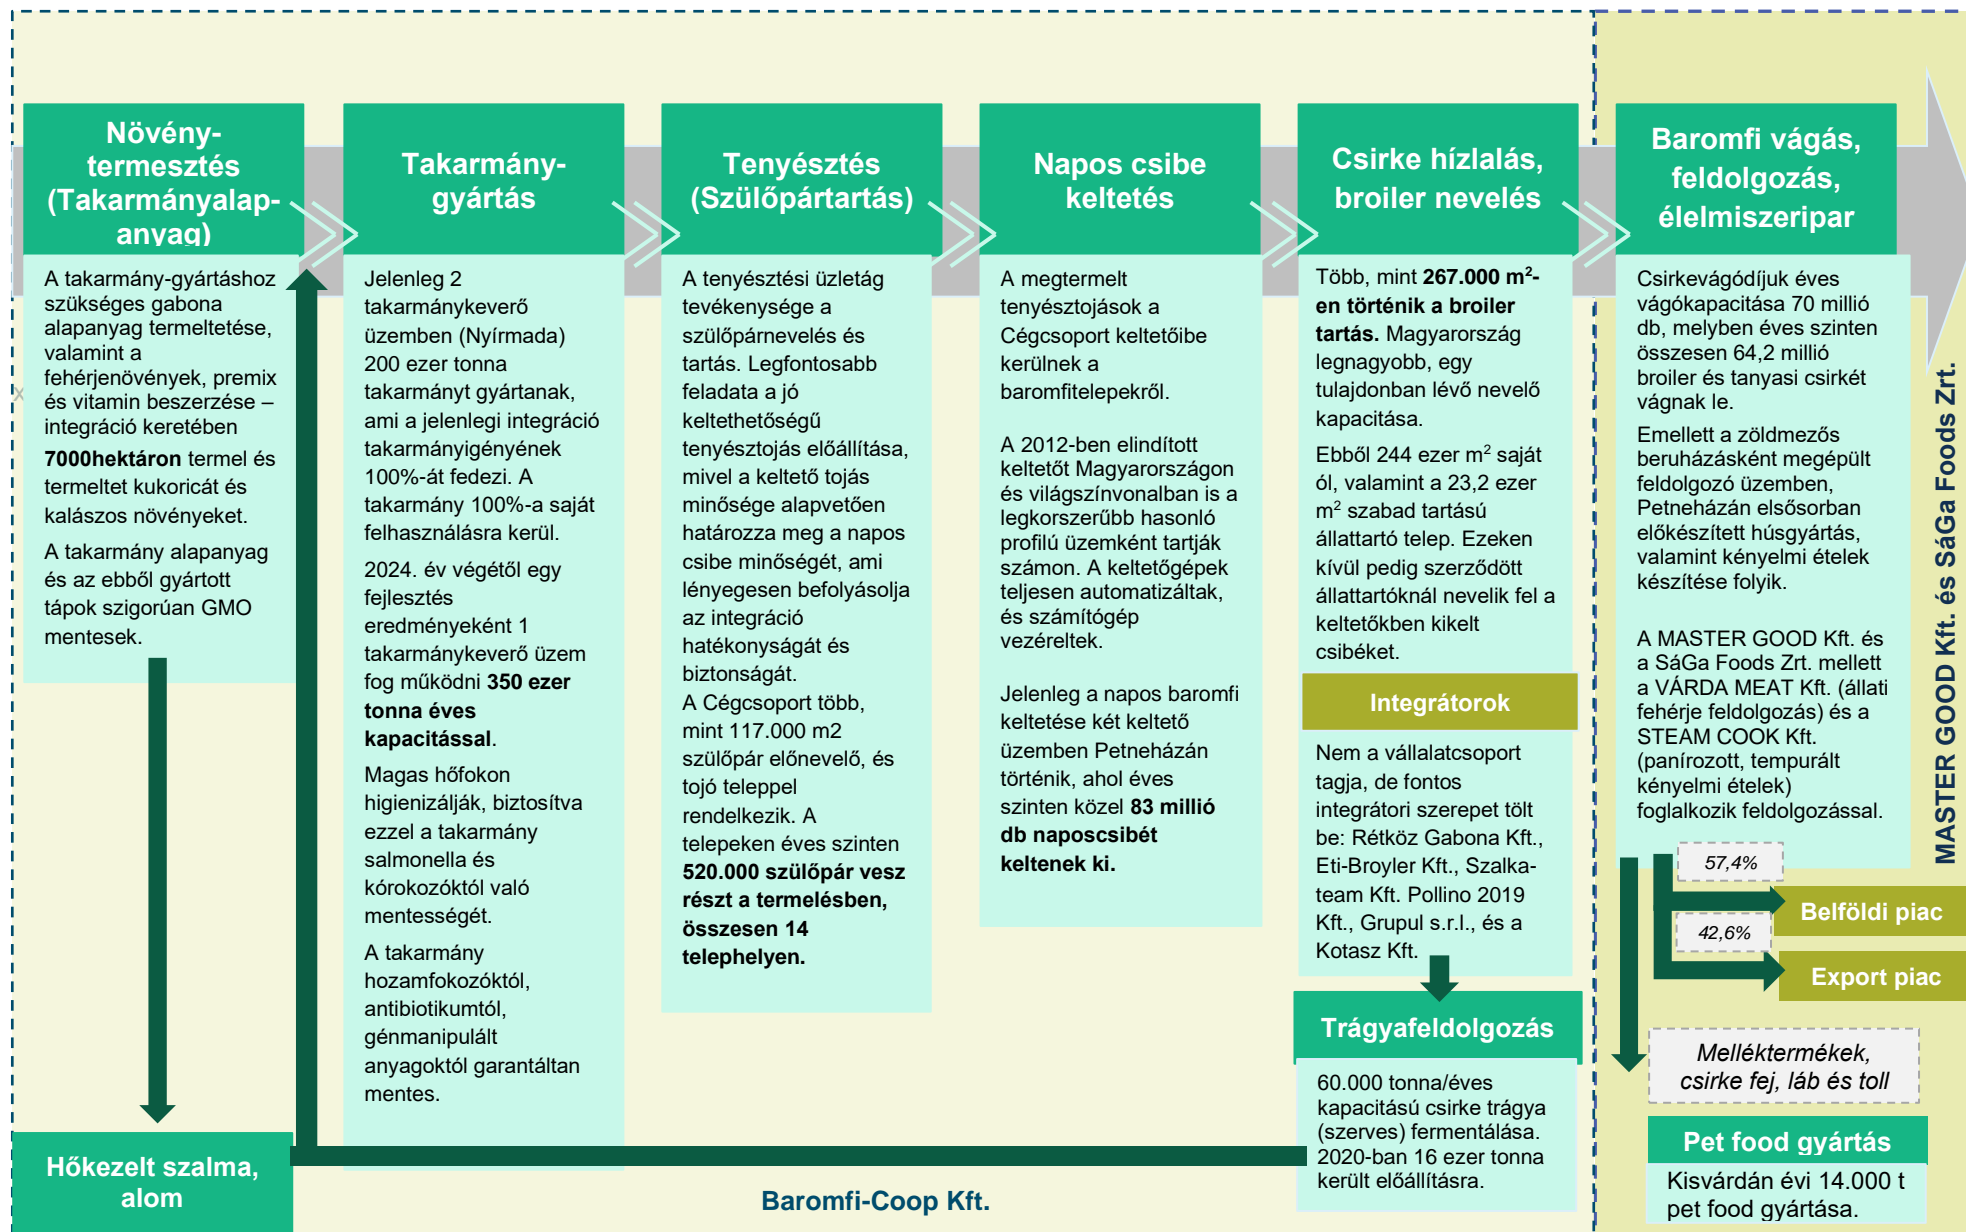 Növény-
termesztés
(Takarmányalap-
anyag)
A takarmány-gyártáshoz
szükséges gabona
alapanyag termeltetése,
valamint a
fehérjenövények, premix
és vitamin beszerzése –
integráció keretében
7000hektáron termel és
termeltet kukoricát és
kalászos növényeket.
A takarmány alapanyag
és az ebből gyártott
tápok szigorúan GMO
mentesek.
Hőkezelt szalma,
alom
Takarmány-
gyártás
Jelenleg 2
takarmánykeverő
üzemben (Nyírmada)
200 ezer tonna
takarmányt gyártanak,
ami a jelenlegi integráció
takarmányigényének
100%-át fedezi. A
takarmány 100%-a saját
felhasználásra kerül.
2024. év végétől egy
fejlesztés
eredményeként 1
takarmánykeverő üzem
fog működni 350 ezer
tonna éves
kapacitással.
Magas hőfokon
higienizálják, biztosítva
ezzel a takarmány
salmonella és
kórokozóktól való
mentességét.
A takarmány
hozamfokozóktól,
antibiotikumtól,
génmanipulált
anyagoktól garantáltan
mentes.
Tenyésztés
(Szülőpártartás)
A tenyésztési üzletág
tevékenysége a
szülőpárnevelés és
tartás. Legfontosabb
feladata a jó
keltethetőségű
tenyésztojás előállítása,
mivel a keltető tojás
minősége alapvetően
határozza meg a napos
csibe minőségét, ami
lényegesen befolyásolja
az integráció
hatékonyságát és
biztonságát.
A Cégcsoport több,
mint 117.000 m2
szülőpár előnevelő, és
tojó teleppel
rendelkezik. A
telepeken éves szinten
520.000 szülőpár vesz
részt a termelésben,
összesen 14
telephelyen.
Napos csibe
keltetés
A megtermelt
tenyésztojások a
Cégcsoport keltetőibe
kerülnek a
baromfitelepekről.
A 2012-ben elindított
keltetőt Magyarországon
és világszínvonalban is a
legkorszerűbb hasonló
profilú üzemként tartják
számon. A keltetőgépek
teljesen automatizáltak,
és számítógép
vezéreltek.
Jelenleg a napos baromfi
keltetése két keltető
üzemben Petneházán
történik, ahol éves
szinten közel 83 millió
db naposcsibét
keltenek ki.
Csirke hízlalás,
broiler nevelés
Több, mint 267.000 m²-
en történik a broiler
tartás. Magyarország
legnagyobb, egy
tulajdonban lévő nevelő
kapacitása.
Ebből 244 ezer m² saját
ól, valamint a 23,2 ezer
m² szabad tartású
állattartó telep. Ezeken
kívül pedig szerződött
állattartóknál nevelik fel a
keltetőkben kikelt
csibéket.
Integrátorok
Nem a vállalatcsoport
tagja, de fontos
integrátori szerepet tölt
be: Rétköz Gabona Kft.,
Eti-Broyler Kft., Szalka-
team Kft. Pollino 2019
Kft., Grupul s.r.l., és a
Kotasz Kft.
Trágyafeldolgozás
60.000 tonna/éves
kapacitású csirke trágya
(szerves) fermentálása.
2020-ban 16 ezer tonna
került előállításra.
Baromfi-Coop Kft.
Baromfi vágás,
feldolgozás,
élelmiszeripar
Csirkevágódíjuk éves
vágókapacitása 70 millió
db, melyben éves szinten
összesen 64,2 millió
broiler és tanyasi csirkét
vágnak le.
Emellett a zöldmezős
beruházásként megépült
feldolgozó üzemben,
Petneházán elsősorban
előkészített húsgyártás,
valamint kényelmi ételek
készítése folyik.
A MASTER GOOD Kft. és
a SáGa Foods Zrt. mellett
a VÁRDA MEAT Kft. (állati
fehérje feldolgozás) és a
STEAM COOK Kft.
(panírozott, tempurált
kényelmi ételek)
foglalkozik feldolgozással.
57,4%
Belföldi piac
42,6%
Export piac
Melléktermékek,
csirke fej, láb és toll
Pet food gyártás
Kisvárdán évi 14.000 t
pet food gyártása.
MASTER GOOD Kft. és SáGa Foods Zrt.